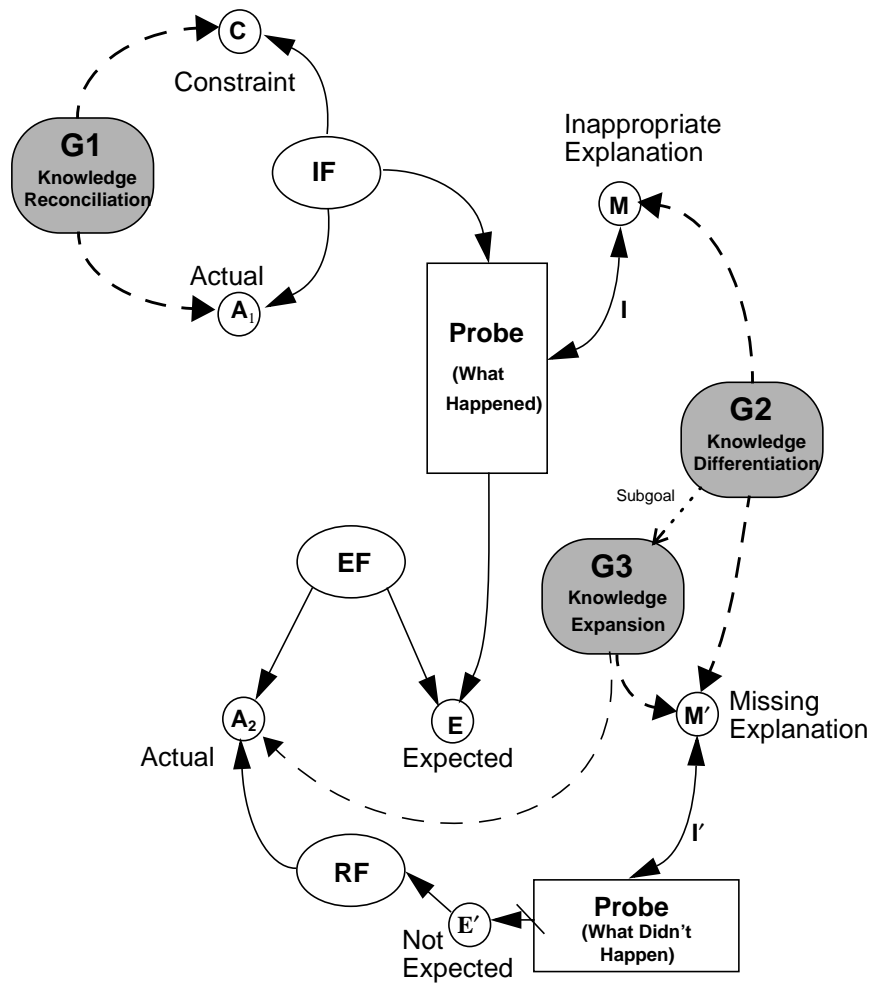 C
Constraint
G1
Knowledge
Reconciliation
IF
Actual
A₁
Inappropriate
Explanation
M
I
Probe
(What
Happened)
G2
Knowledge
Differentiation
Subgoal
G3
Knowledge
Expansion
EF
A₂
Actual
E
Expected
M′
Missing
Explanation
I′
RF
E′
Not
Expected
Probe
(What Didn't
Happen)